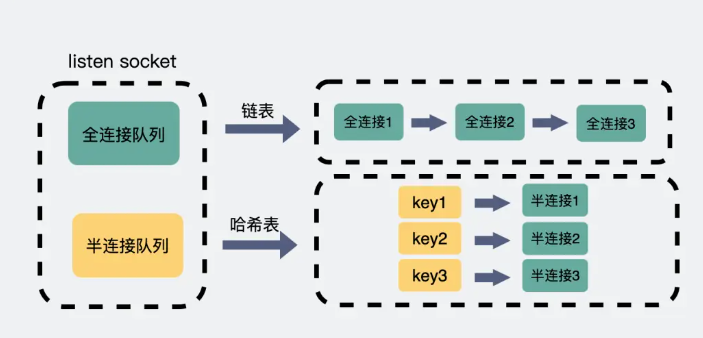 listen socket
全连接队列
链表
全连接1
全连接2
全连接3
半连接队列
哈希表
key1
半连接1
key2
半连接2
key3
半连接3